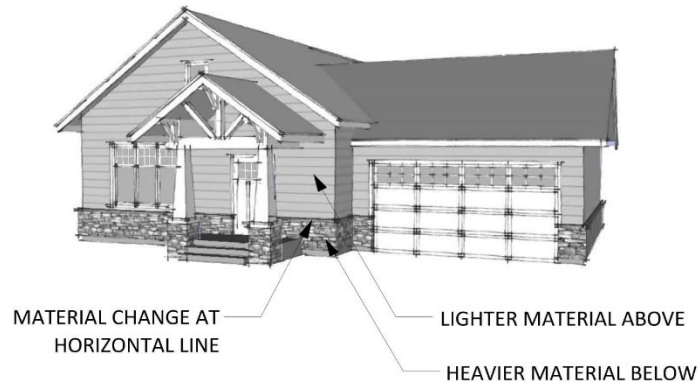 MATERIAL CHANGE AT
HORIZONTAL LINE
LIGHTER MATERIAL ABOVE
HEAVIER MATERIAL BELOW